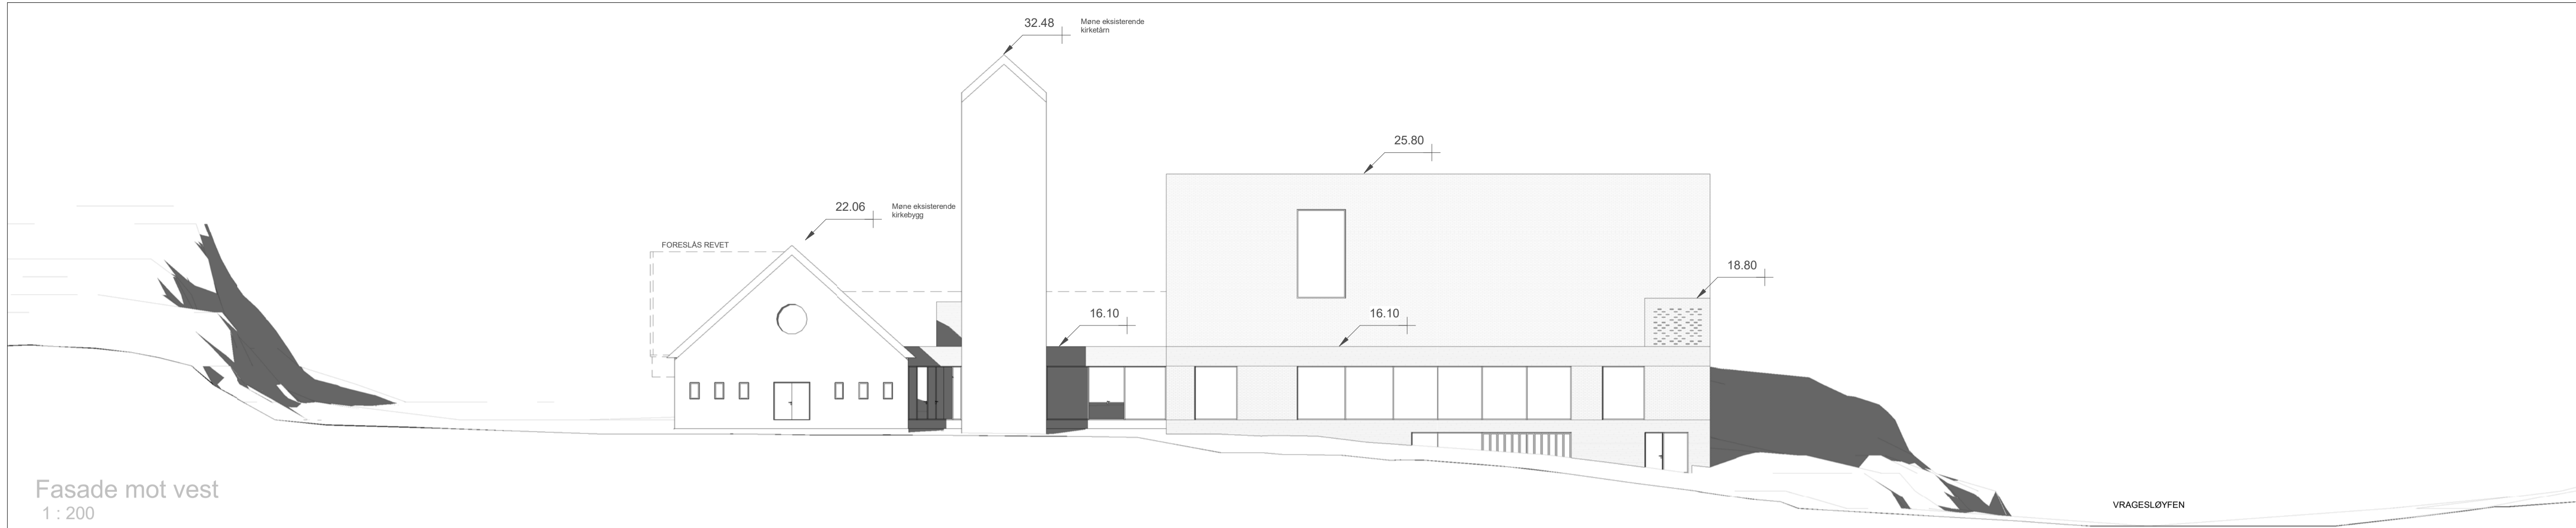 32.48
Møne eksisterende
kirketårn
25.80
22.06
Møne eksisterende
kirkebygg
FORESLÅS REVET
18.80
16.10
16.10
Fasade mot vest
1 : 200
VRAGESLØYFEN